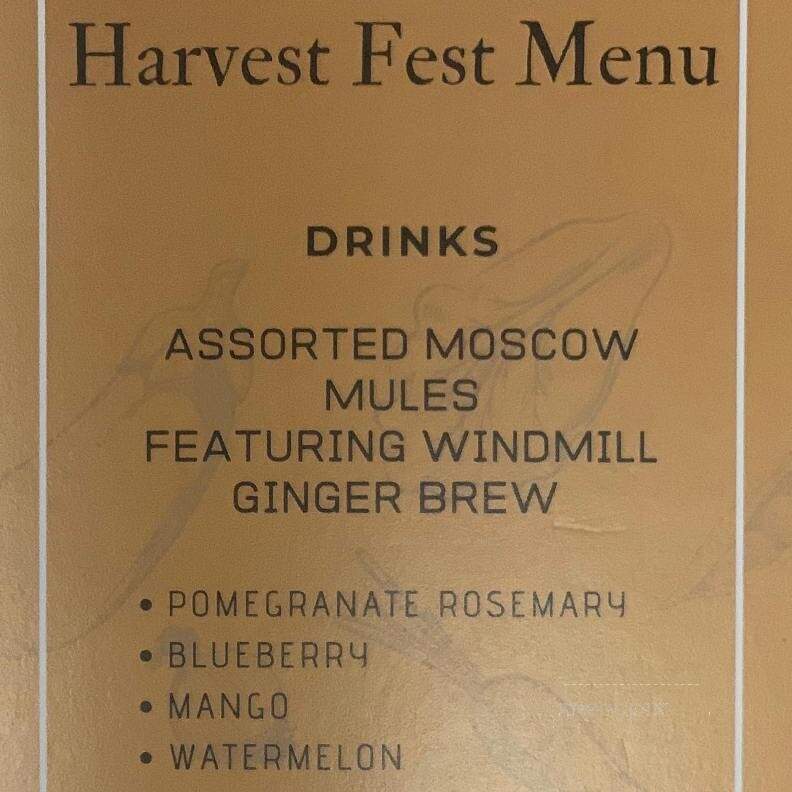 Harvest Fest Menu
DRINKS
ASSORTED MOSCOW
MULES
FEATURING WINDMILL
GINGER BREW
• POMEGRANATE ROSEMARY
• BLUEBERRY
• MANGO
• WATERMELON